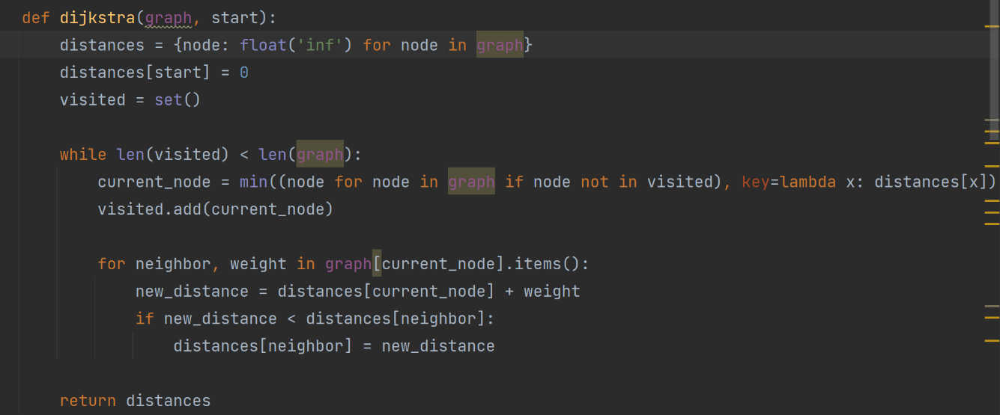 def dijkstra(graph, start):
    distances = {node: float('inf') for node in graph}
    distances[start] = 0
    visited = set()

    while len(visited) < len(graph):
        current_node = min((node for node in graph if node not in visited), key=lambda x: distances[x])
        visited.add(current_node)

        for neighbor, weight in graph[current_node].items():
            new_distance = distances[current_node] + weight
            if new_distance < distances[neighbor]:
                distances[neighbor] = new_distance

    return distances